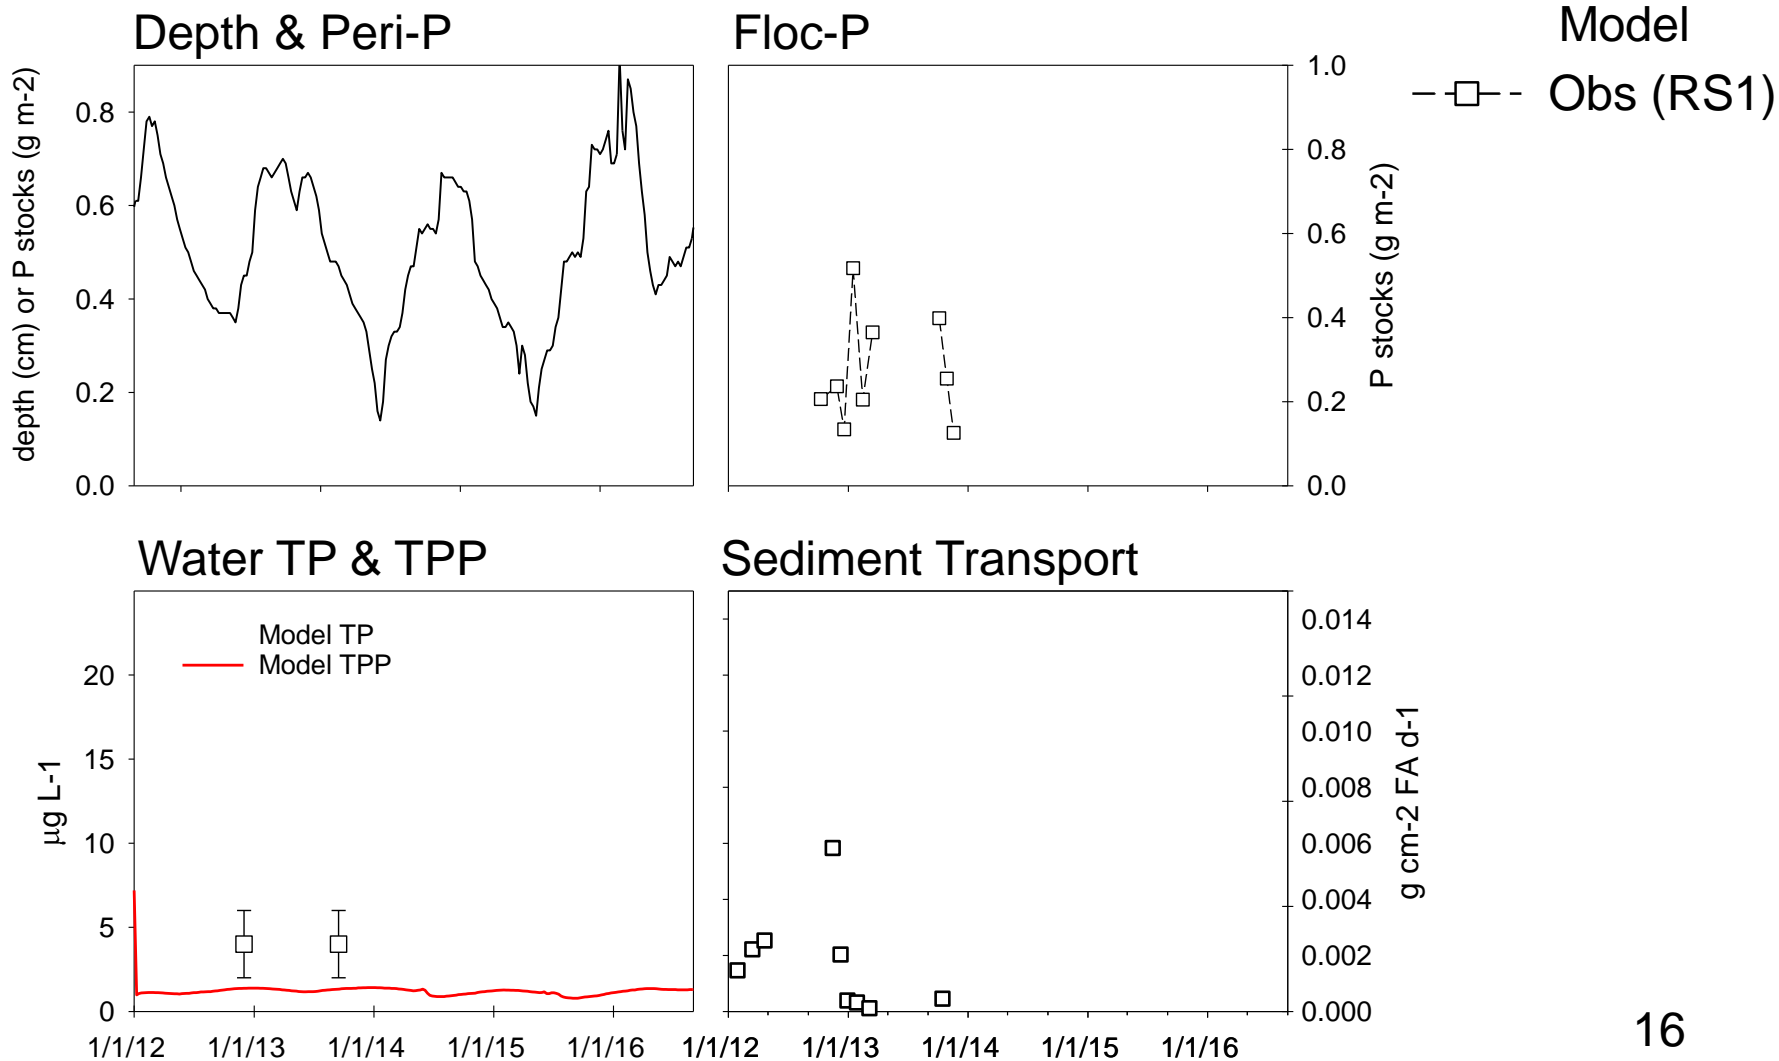 Depth & Peri-P
Floc-P
Model
Obs (RS1)
depth (cm) or P stocks (g m-2)
0.8
0.6
0.4
0.2
0.0
1.0
0.8
0.6
0.4
0.2
0.0
P stocks (g m-2)
Water TP & TPP
Sediment Transport
Model TP
Model TPP
µg L-1
20
15
10
5
0
0.014
0.012
0.010
0.008
0.006
0.004
0.002
0.000
g cm-2 FA d-1
1/1/12 1/1/13 1/1/14 1/1/15 1/1/16
1/1/12 1/1/13 1/1/14 1/1/15 1/1/16
16